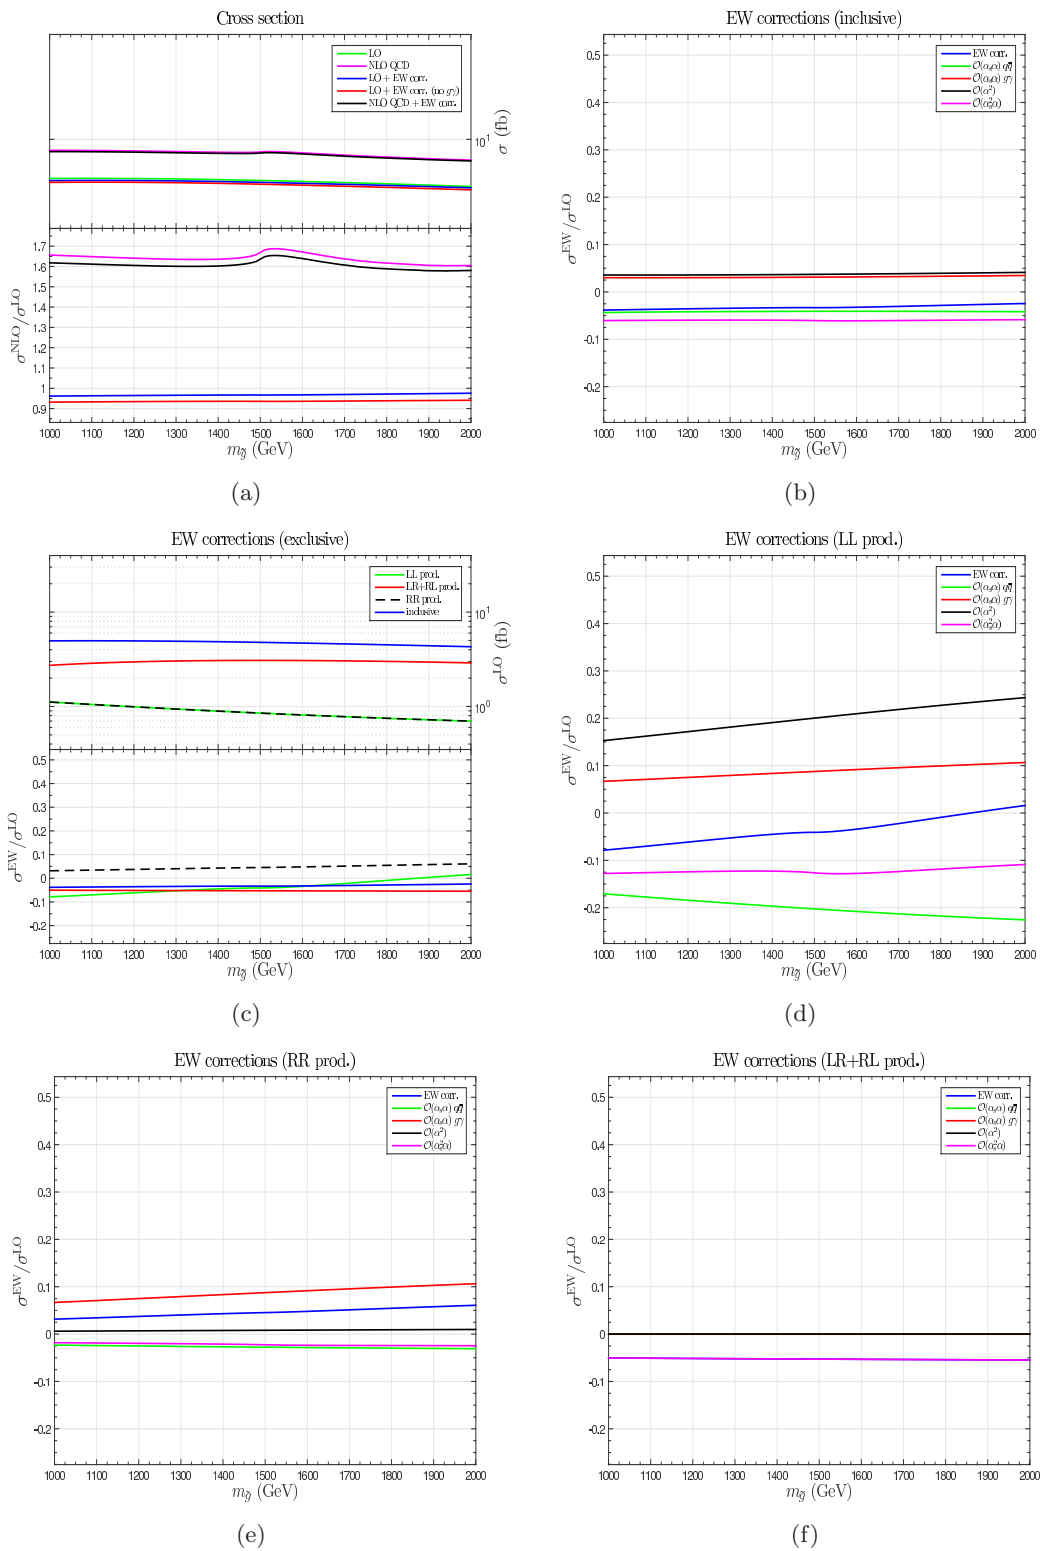 Cross section
LO
NLO QCD
LO + EW corr.
LO + EW corr. (no gγ)
NLO QCD + EW corr.
10¹
σ (fb)
1.7
1.6
1.5
1.4
1.3
1.2
1.1
1
0.9
σ^NLO/σ^LO
1000 1100 1200 1300 1400 1500 1600 1700 1800 1900 2000
m_g̃ (GeV)
(a)
EW corrections (inclusive)
EW corr.
𝒪(αₛα) qq̄
𝒪(αₛα) gγ
𝒪(α²)
𝒪(αₛ²α)
0.5
0.4
0.3
0.2
0.1
0
-0.1
-0.2
σ^EW/σ^LO
1000 1100 1200 1300 1400 1500 1600 1700 1800 1900 2000
m_g̃ (GeV)
(b)
EW corrections (exclusive)
LL prod.
LR+RL prod.
RR prod.
inclusive
10¹
10⁰
σ^LO (fb)
0.5
0.4
0.3
0.2
0.1
0
-0.1
-0.2
σ^EW/σ^LO
1000 1100 1200 1300 1400 1500 1600 1700 1800 1900 2000
m_g̃ (GeV)
(c)
EW corrections (LL prod.)
EW corr.
𝒪(αₛα) qq̄
𝒪(αₛα) gγ
𝒪(α²)
𝒪(αₛ²α)
0.5
0.4
0.3
0.2
0.1
0
-0.1
-0.2
σ^EW/σ^LO
1000 1100 1200 1300 1400 1500 1600 1700 1800 1900 2000
m_g̃ (GeV)
(d)
EW corrections (RR prod.)
EW corr.
𝒪(αₛα) qq̄
𝒪(αₛα) gγ
𝒪(α²)
𝒪(αₛ²α)
0.5
0.4
0.3
0.2
0.1
0
-0.1
-0.2
σ^EW/σ^LO
1000 1100 1200 1300 1400 1500 1600 1700 1800 1900 2000
m_g̃ (GeV)
(e)
EW corrections (LR+RL prod.)
EW corr.
𝒪(αₛα) qq̄
𝒪(αₛα) gγ
𝒪(α²)
𝒪(αₛ²α)
0.5
0.4
0.3
0.2
0.1
0
-0.1
-0.2
σ^EW/σ^LO
1000 1100 1200 1300 1400 1500 1600 1700 1800 1900 2000
m_g̃ (GeV)
(f)